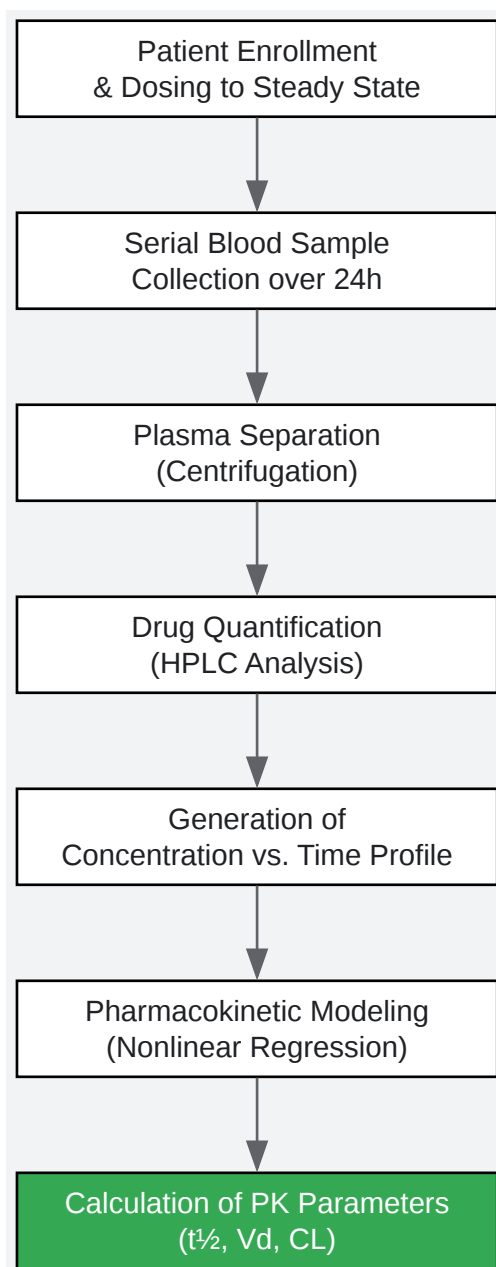 Patient Enrollment
& Dosing to Steady State
Serial Blood Sample
Collection over 24h
Plasma Separation
(Centrifugation)
Drug Quantification
(HPLC Analysis)
Generation of
Concentration vs. Time Profile
Pharmacokinetic Modeling
(Nonlinear Regression)
Calculation of PK Parameters
(t½, Vd, CL)